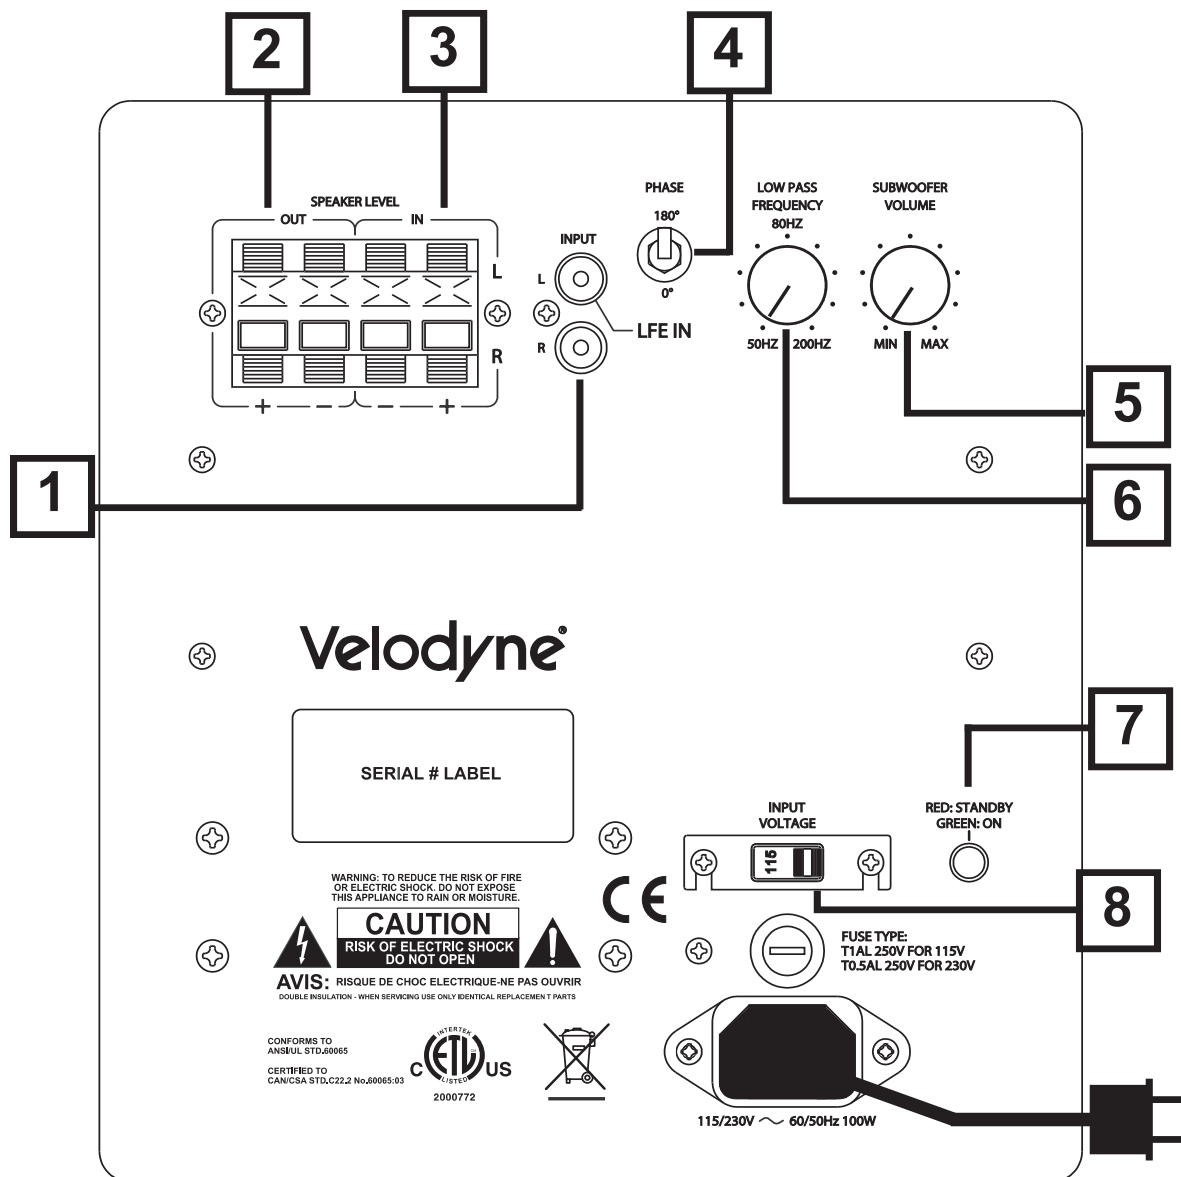 2
3
4
SPEAKER LEVEL
OUT
IN
L
R
+ − − +
INPUT
L
R
LFE IN
PHASE
180°
0°
LOW PASS
FREQUENCY
80HZ
50HZ
200HZ
SUBWOOFER
VOLUME
MIN
MAX
5
1
6
Velodyne®
7
SERIAL # LABEL
INPUT
VOLTAGE
115
RED: STANDBY
GREEN: ON
8
WARNING: TO REDUCE THE RISK OF FIRE
OR ELECTRIC SHOCK. DO NOT EXPOSE
THIS APPLIANCE TO RAIN OR MOISTURE.
CAUTION
RISK OF ELECTRIC SHOCK
DO NOT OPEN
AVIS: RISQUE DE CHOC ELECTRIQUE-NE PAS OUVRIR
DOUBLE INSULATION - WHEN SERVICING USE ONLY IDENTICAL REPLACEMEN T PARTS
CE
FUSE TYPE:
T1AL 250V FOR 115V
T0.5AL 250V FOR 230V
CONFORMS TO
ANSI/UL STD.60065
CERTIFIED TO
CAN/CSA STD.C22.2 No.60065:03
INTERTEK
C ETL US
LISTED
2000772
115/230V ~ 60/50Hz 100W